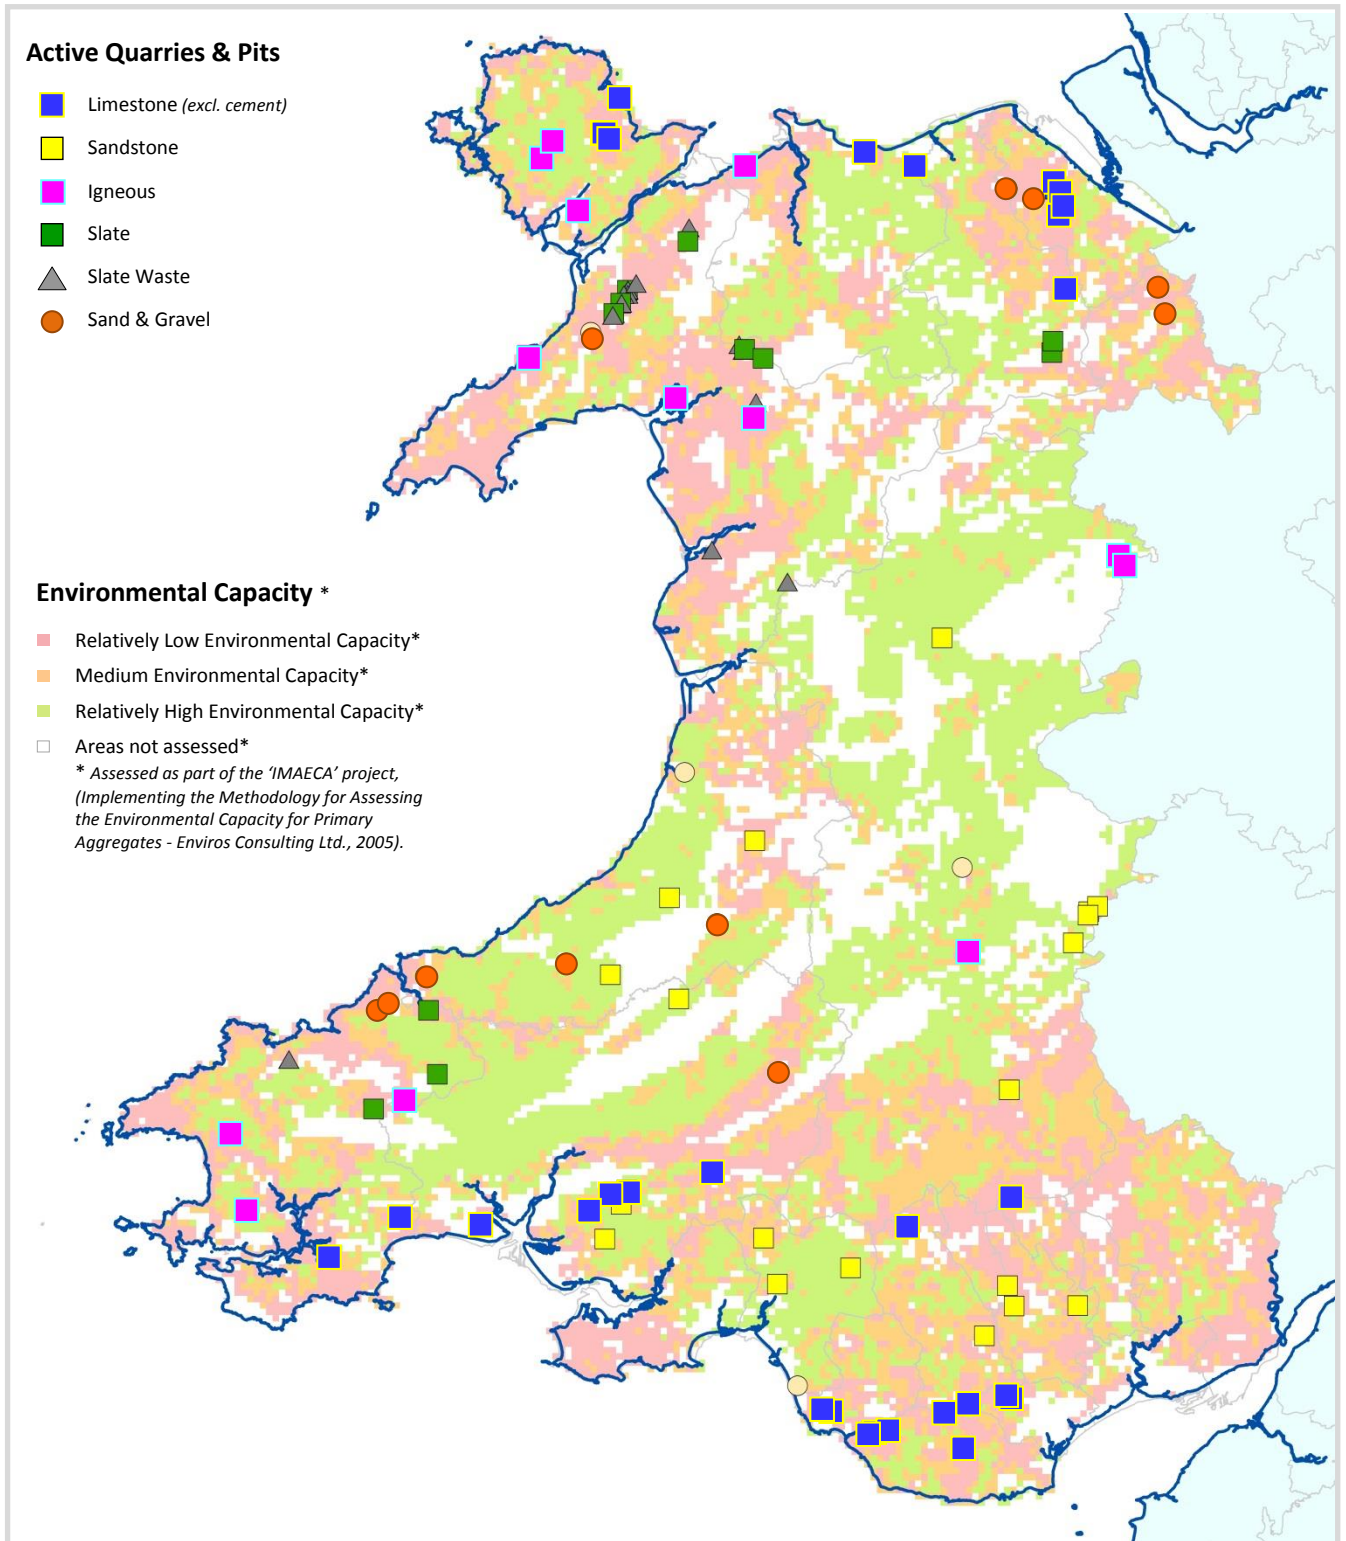 Active Quarries & Pits
Limestone (excl. cement)
Sandstone
Igneous
Slate
Slate Waste
Sand & Gravel
Environmental Capacity *
Relatively Low Environmental Capacity*
Medium Environmental Capacity*
Relatively High Environmental Capacity*
Areas not assessed*
* Assessed as part of the ‘IMAECA’ project,
(Implementing the Methodology for Assessing
the Environmental Capacity for Primary
Aggregates - Enviros Consulting Ltd., 2005).